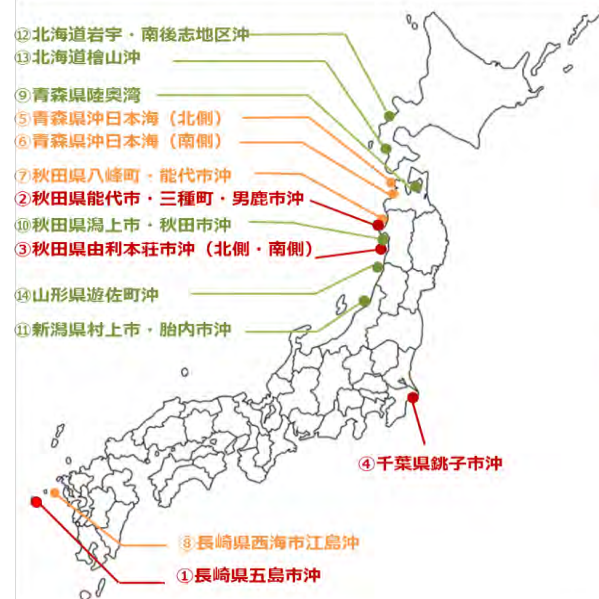 ⑫北海道岩宇・南後志地区沖
⑬北海道檜山沖
⑨青森県陸奥湾
⑤青森県沖日本海（北側）
⑥青森県沖日本海（南側）
⑦秋田県八峰町・能代市沖
②秋田県能代市・三種町・男鹿市沖
⑩秋田県潟上市・秋田市沖
③秋田県由利本荘市沖（北側・南側）
⑭山形県遊佐町沖
⑪新潟県村上市・胎内市沖
④千葉県銚子市沖
⑧長崎県西海市江島沖
①長崎県五島市沖